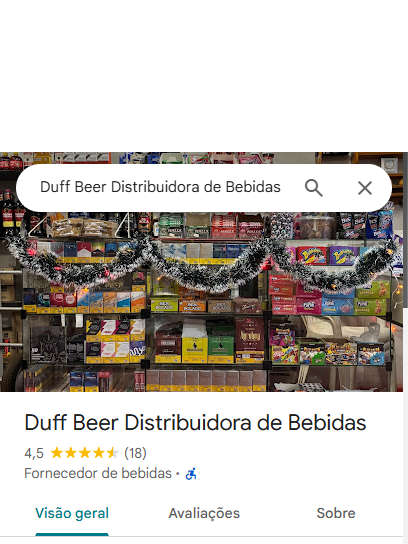 Duff Beer Distribuidora de Bebidas
Duff Beer Distribuidora de Bebidas
4,5 (18)
Fornecedor de bebidas ·
Visão geral Avaliações Sobre